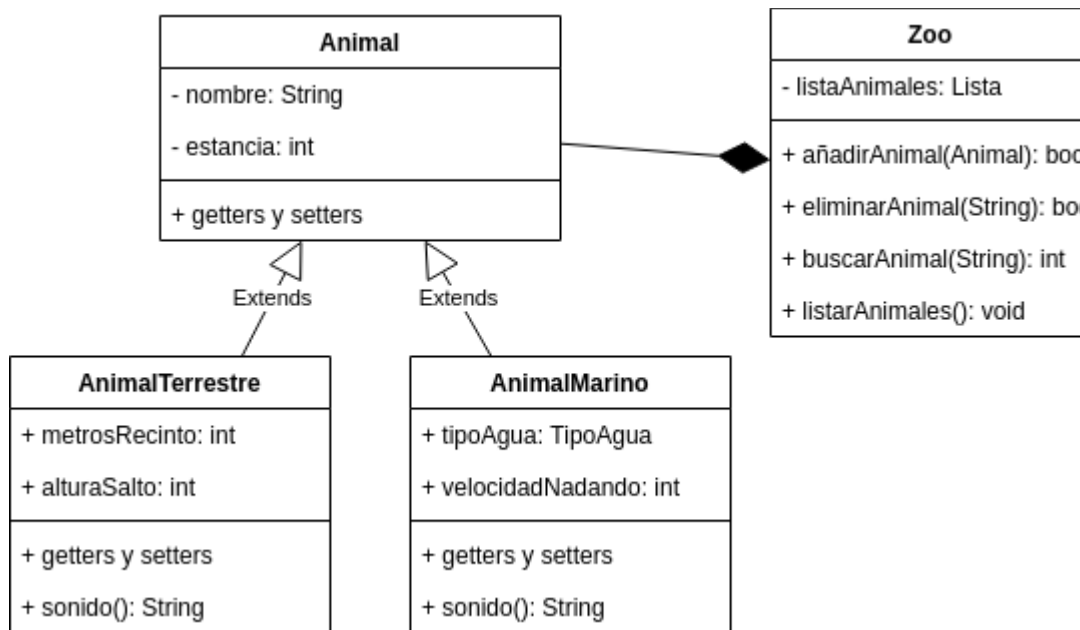 Animal
- nombre: String
- estancia: int
+ getters y setters
Zoo
- listaAnimales: Lista
+ añadirAnimal(Animal):
+ eliminarAnimal(String):
+ buscarAnimal(String): int
+ listarAnimales(): void
Extends
Extends
AnimalTerrestre
+ metrosRecinto: int
+ alturaSalto: int
+ getters y setters
+ sonido(): String
AnimalMarino
+ tipoAgua: TipoAgua
+ velocidadNadando: int
+ getters y setters
+ sonido(): String